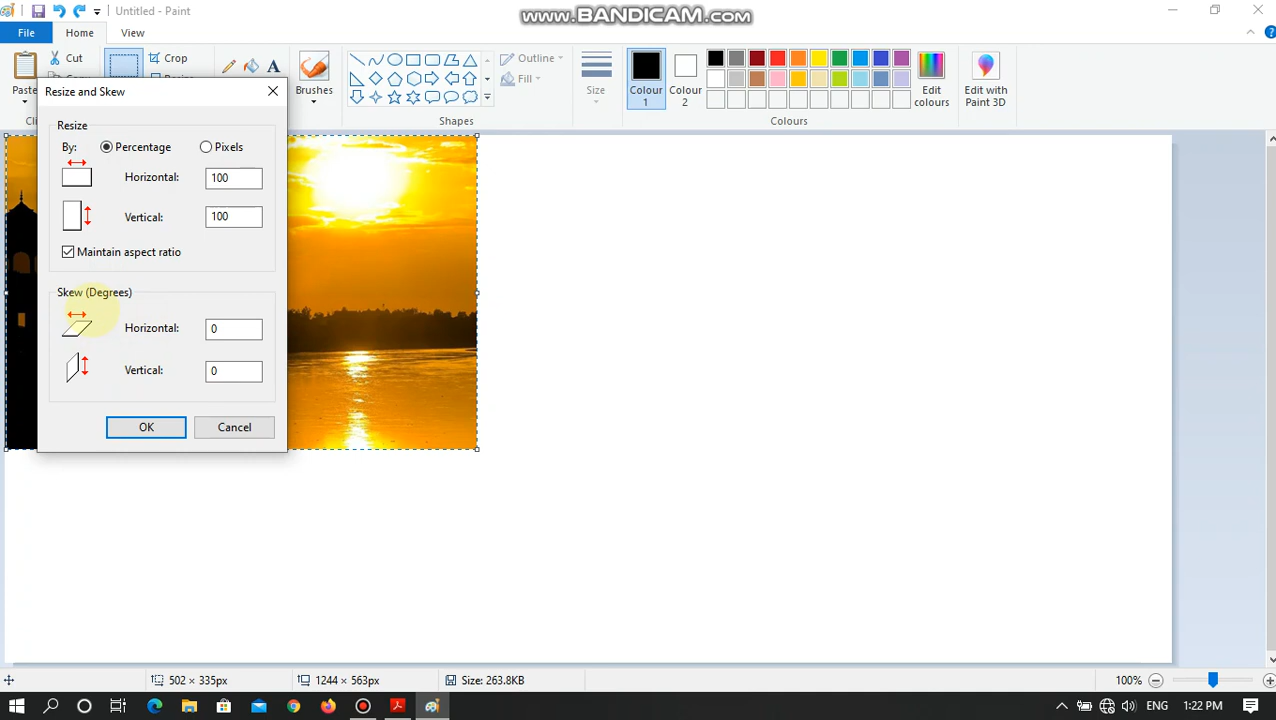 Untitled - Paint
www.BANDICAM.com
File
Home
View
Cut
Crop
Paste
Brushes
Outline
Fill
Shapes
Size
Colour 1
Colour 2
Edit colours
Edit with Paint 3D
Colours
Resize and Skew
Resize
By:
Percentage
Pixels
Horizontal:
100
Vertical:
100
Maintain aspect ratio
Skew (Degrees)
Horizontal:
0
Vertical:
0
OK
Cancel
502 × 335px
1244 × 563px
Size: 263.8KB
100%
ENG
1:22 PM